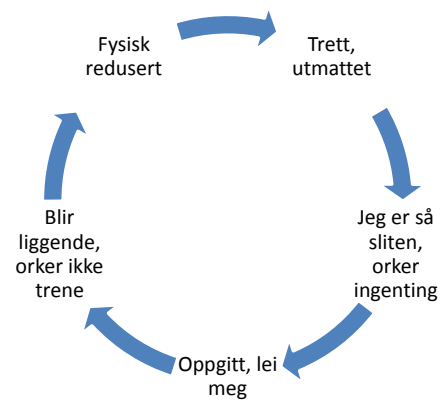 Fysisk
redusert
Trett,
utmattet
Jeg er så
sliten,
orker
ingenting
Oppgitt, lei
meg
Blir
liggende,
orker ikke
trene